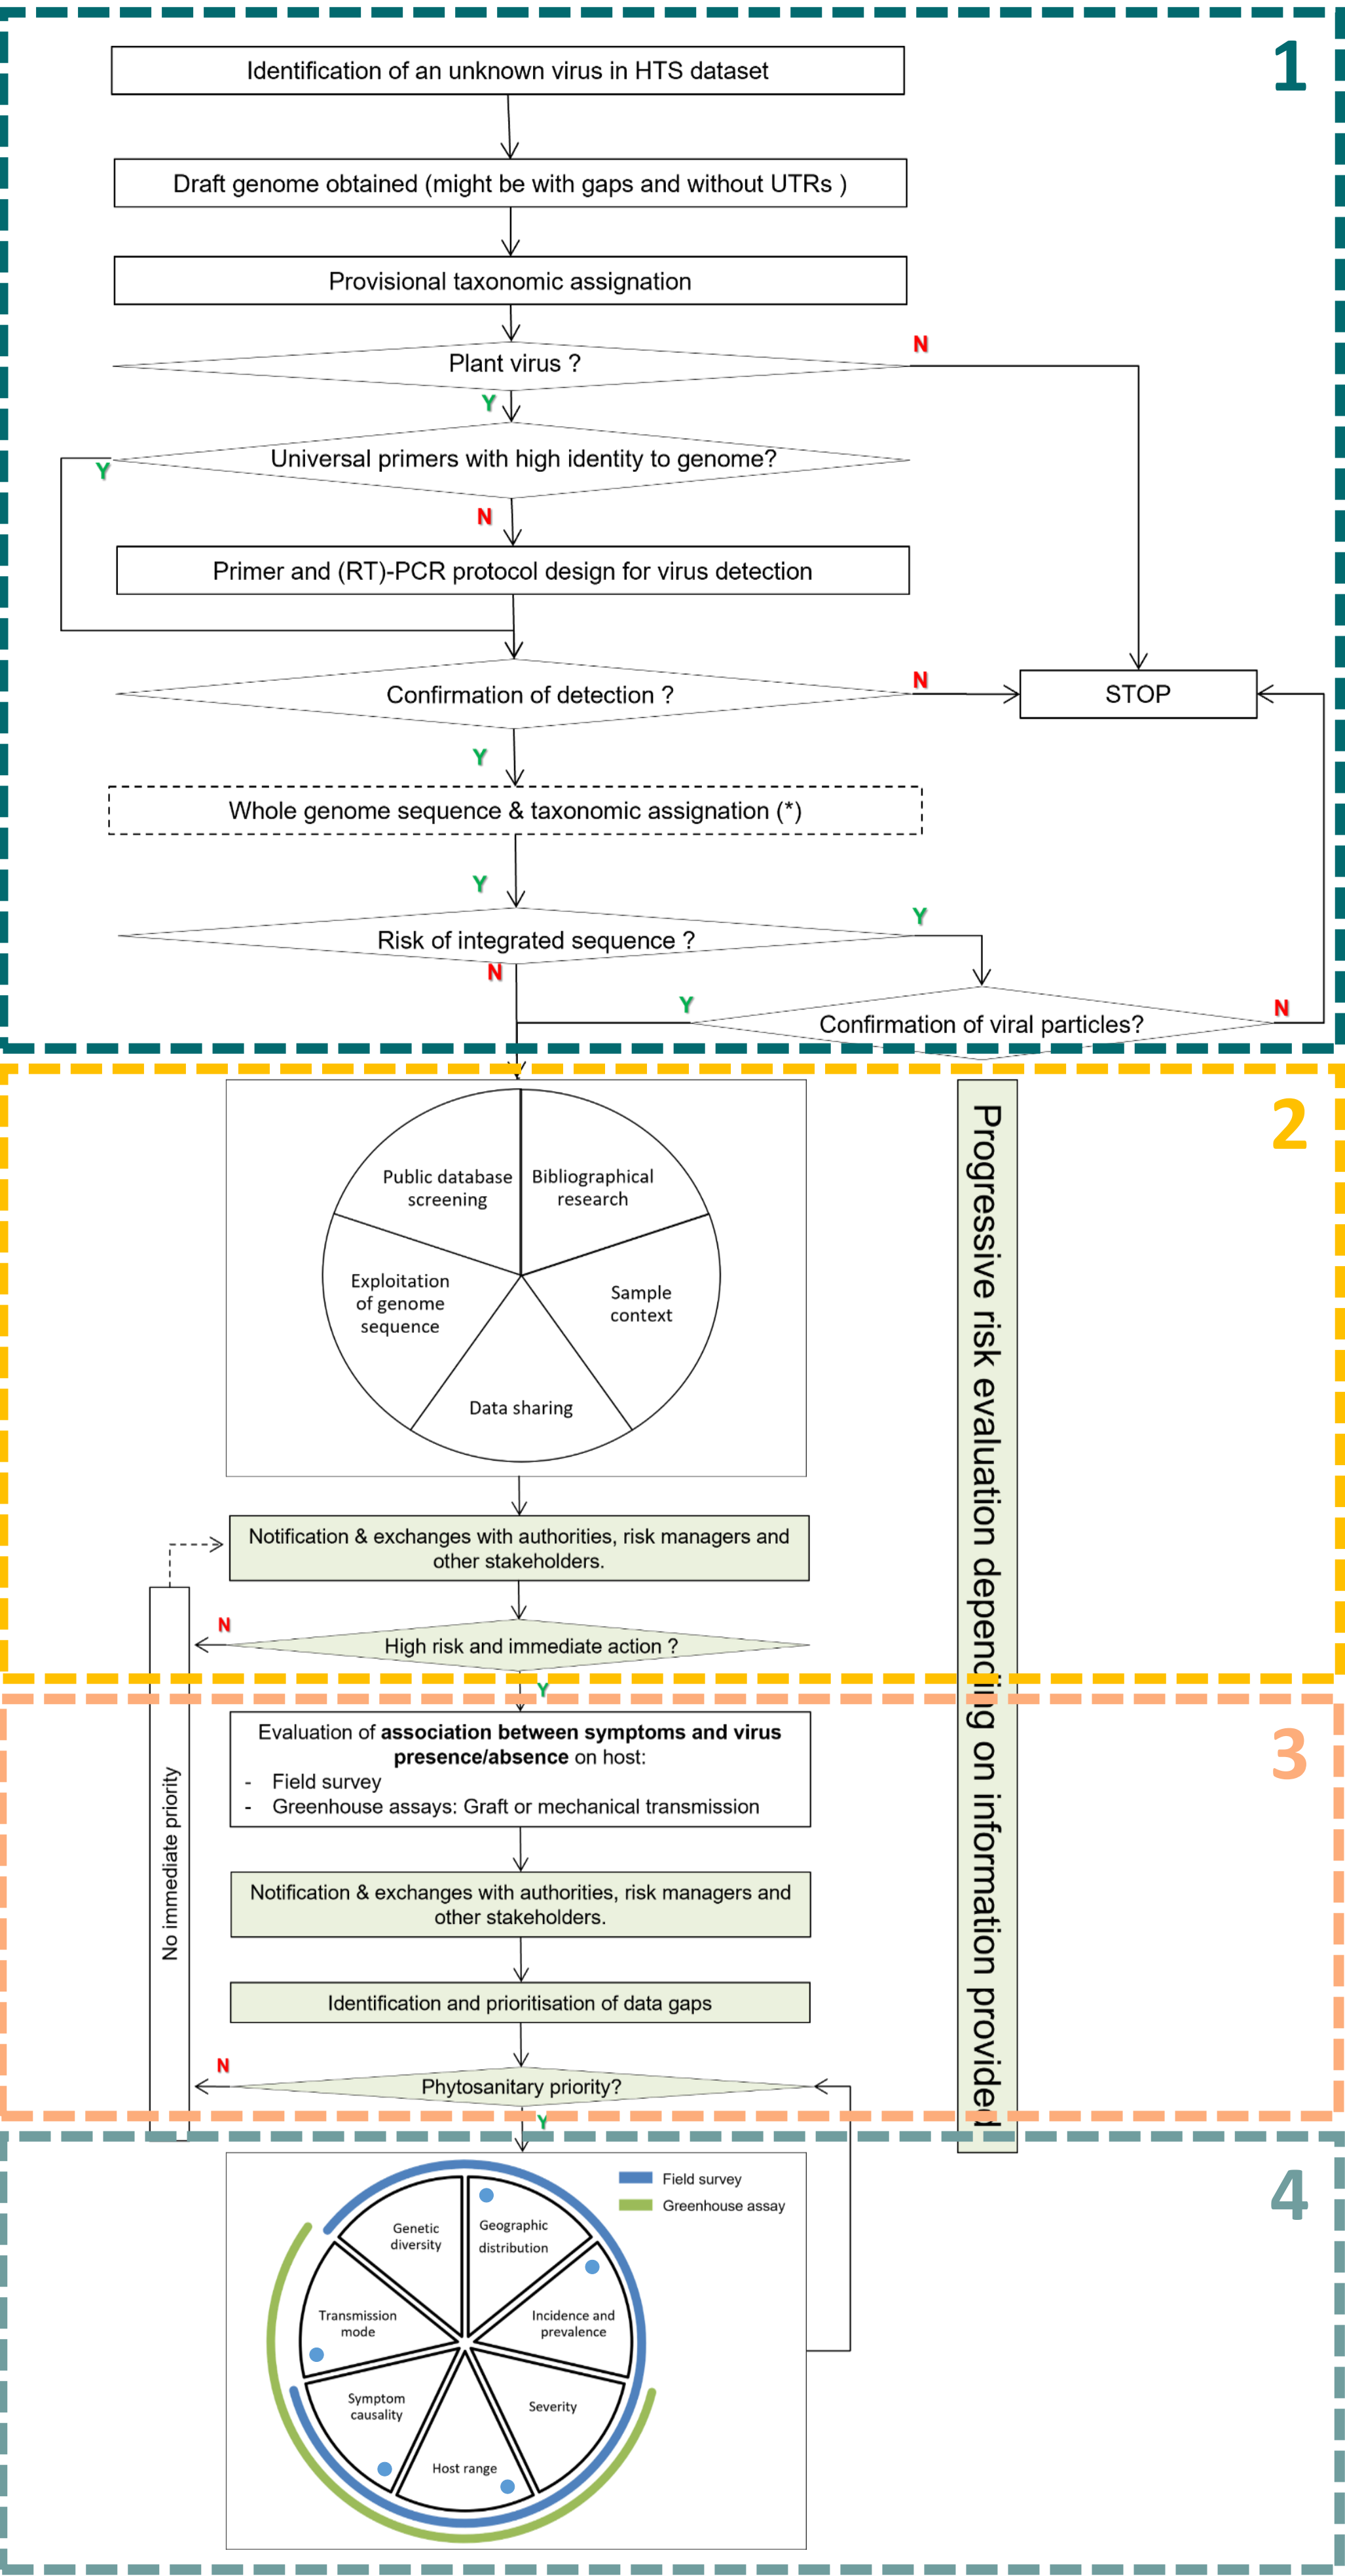 1
Identification of an unknown virus in HTS dataset
Draft genome obtained (might be with gaps and without UTRs )
Provisional taxonomic assignation
N
Plant virus ?
Y
Universal primers with high identity to genome?
Y
N
Primer and (RT)-PCR protocol design for virus detection
N
Confirmation of detection ?
STOP
Y
Whole genome sequence & taxonomic assignation (*)
Y
Y
Risk of integrated sequence ?
N
Y
N
Confirmation of viral particles?
2
Progressive risk evaluation depending on information provided
Public database
screening
Bibliographical
research
Exploitation
of genome
sequence
Sample
context
Data sharing
Notification & exchanges with authorities, risk managers and
other stakeholders.
N
High risk and immediate action ?
Y
3
No immediate priority
Evaluation of association between symptoms and virus
presence/absence on host:
- Field survey
- Greenhouse assays: Graft or mechanical transmission
Notification & exchanges with authorities, risk managers and
other stakeholders.
Identification and prioritisation of data gaps
N
Phytosanitary priority?
Y
4
Field survey
Greenhouse assay
Genetic
diversity
Geographic
distribution
Transmission
mode
Incidence and
prevalence
Symptom
causality
Severity
Host range